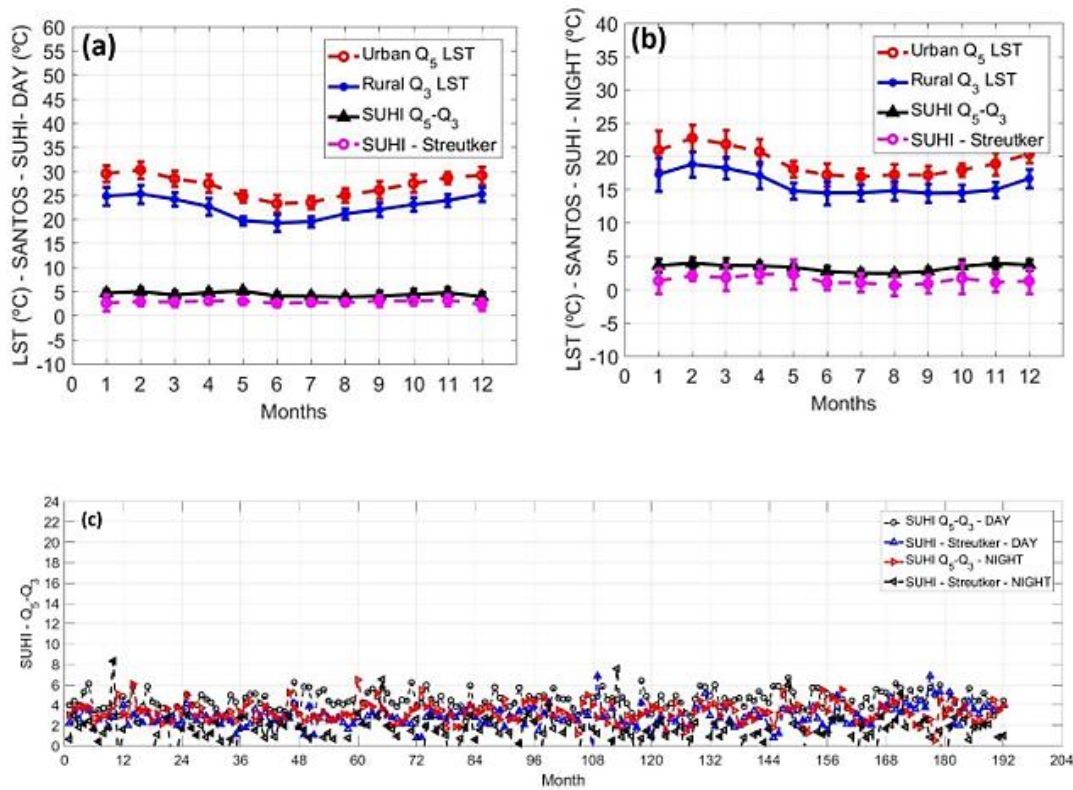 (a)
Urban Q5 LST
Rural Q3 LST
SUHI Q5-Q3
SUHI - Streutker
LST (ºC) - SANTOS - SUHI- DAY (ºC)
60
55
50
45
40
35
30
25
20
15
10
5
0
-5
-10
0 1 2 3 4 5 6 7 8 9 10 11 12
Months
(b)
Urban Q5 LST
Rural Q3 LST
SUHI Q5-Q3
SUHI - Streutker
LST (ºC) - SANTOS - SUHI - NIGHT (ºC)
40
35
30
25
20
15
10
5
0
-5
-10
0 1 2 3 4 5 6 7 8 9 10 11 12
Months
(c)
SUHI Q5-Q3 - DAY
SUHI - Streutker - DAY
SUHI Q5-Q3 - NIGHT
SUHI - Streutker - NIGHT
SUHI - Q5-Q3
24
22
20
18
16
14
12
10
8
6
4
2
0
0 12 24 36 48 60 72 84 96 108 120 132 144 156 168 180 192 204
Month